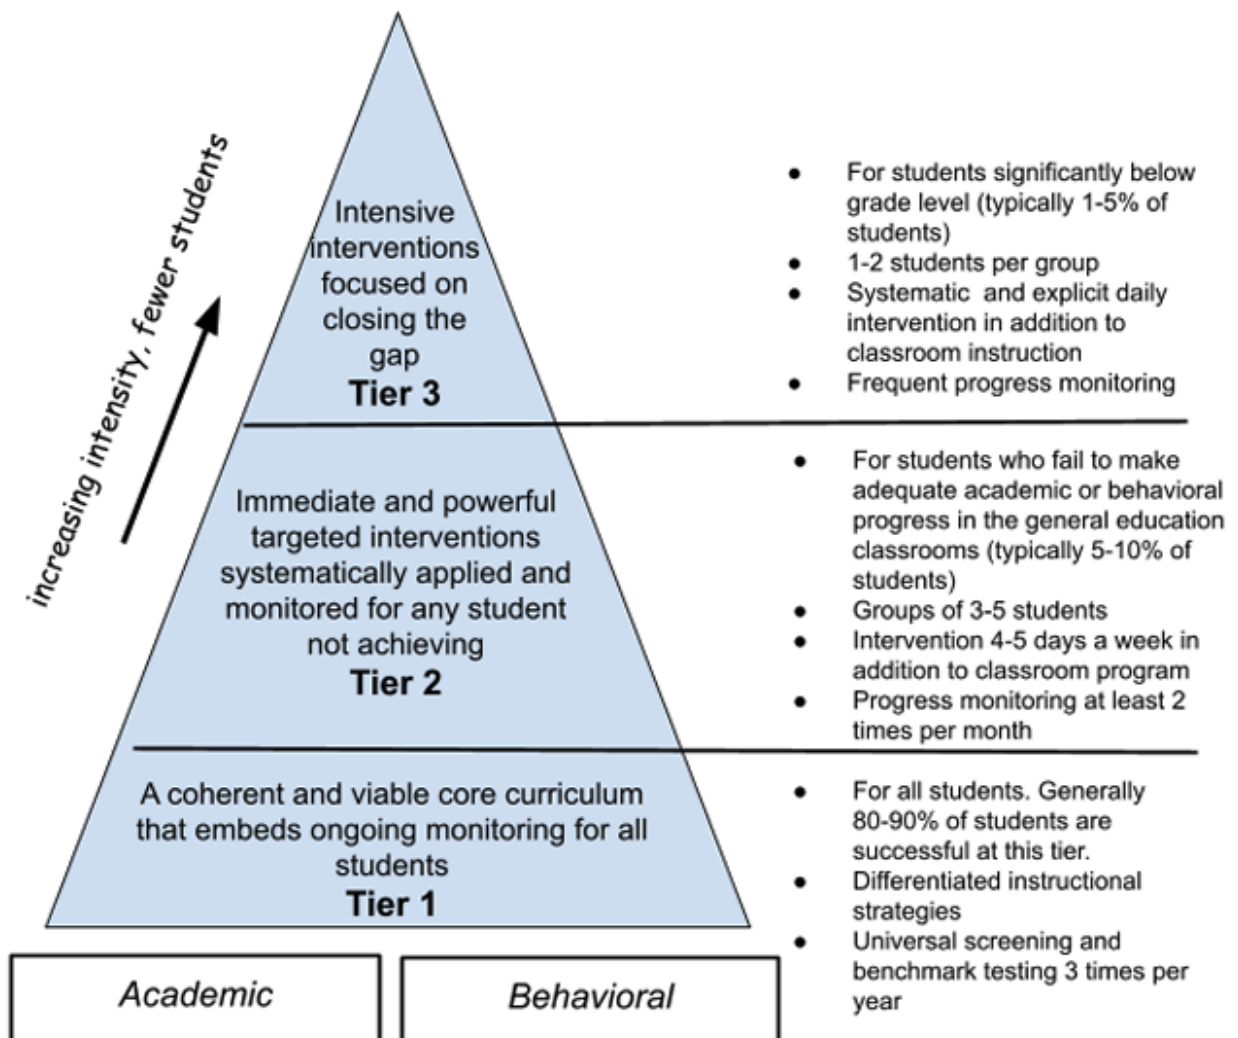 increasing intensity, fewer students
Intensive
interventions
focused on
closing the
gap
Tier 3
● For students significantly below
grade level (typically 1-5% of
students)
● 1-2 students per group
● Systematic and explicit daily
intervention in addition to
classroom instruction
● Frequent progress monitoring
Immediate and powerful
targeted interventions
systematically applied and
monitored for any student
not achieving
Tier 2
● For students who fail to make
adequate academic or behavioral
progress in the general education
classrooms (typically 5-10% of
students)
● Groups of 3-5 students
● Intervention 4-5 days a week in
addition to classroom program
● Progress monitoring at least 2
times per month
A coherent and viable core curriculum
that embeds ongoing monitoring for all
students
Tier 1
● For all students. Generally
80-90% of students are
successful at this tier.
● Differentiated instructional
strategies
● Universal screening and
benchmark testing 3 times per
year
Academic
Behavioral